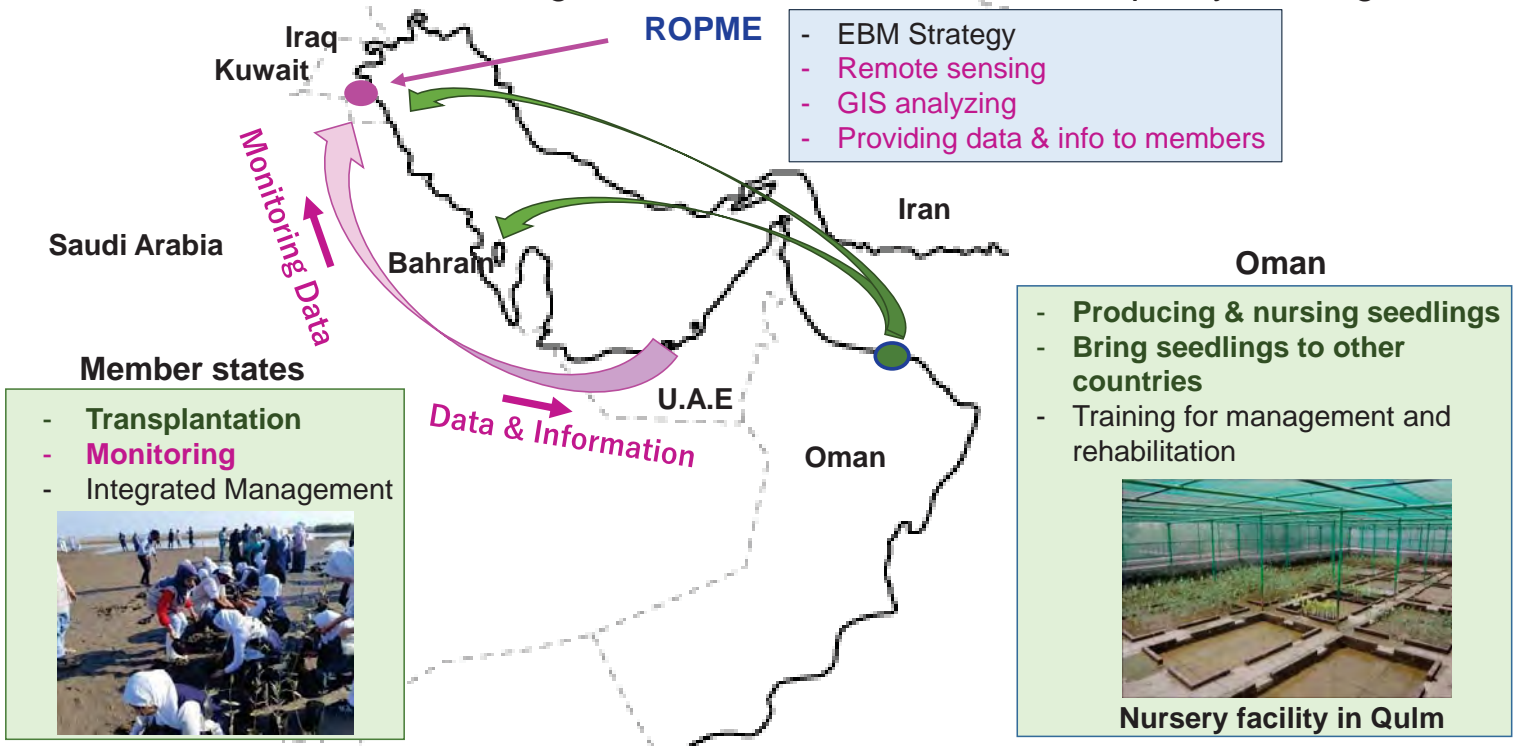 Iraq
Kuwait
ROPME
- EBM Strategy
- Remote sensing
- GIS analyzing
- Providing data & info to members
Monitoring Data
Saudi Arabia
Bahrain
Iran
Data & Information
U.A.E
Oman
Member states
- Transplantation
- Monitoring
- Integrated Management
Oman
- Producing & nursing seedlings
- Bring seedlings to other
countries
- Training for management and
rehabilitation
Nursery facility in Qulm